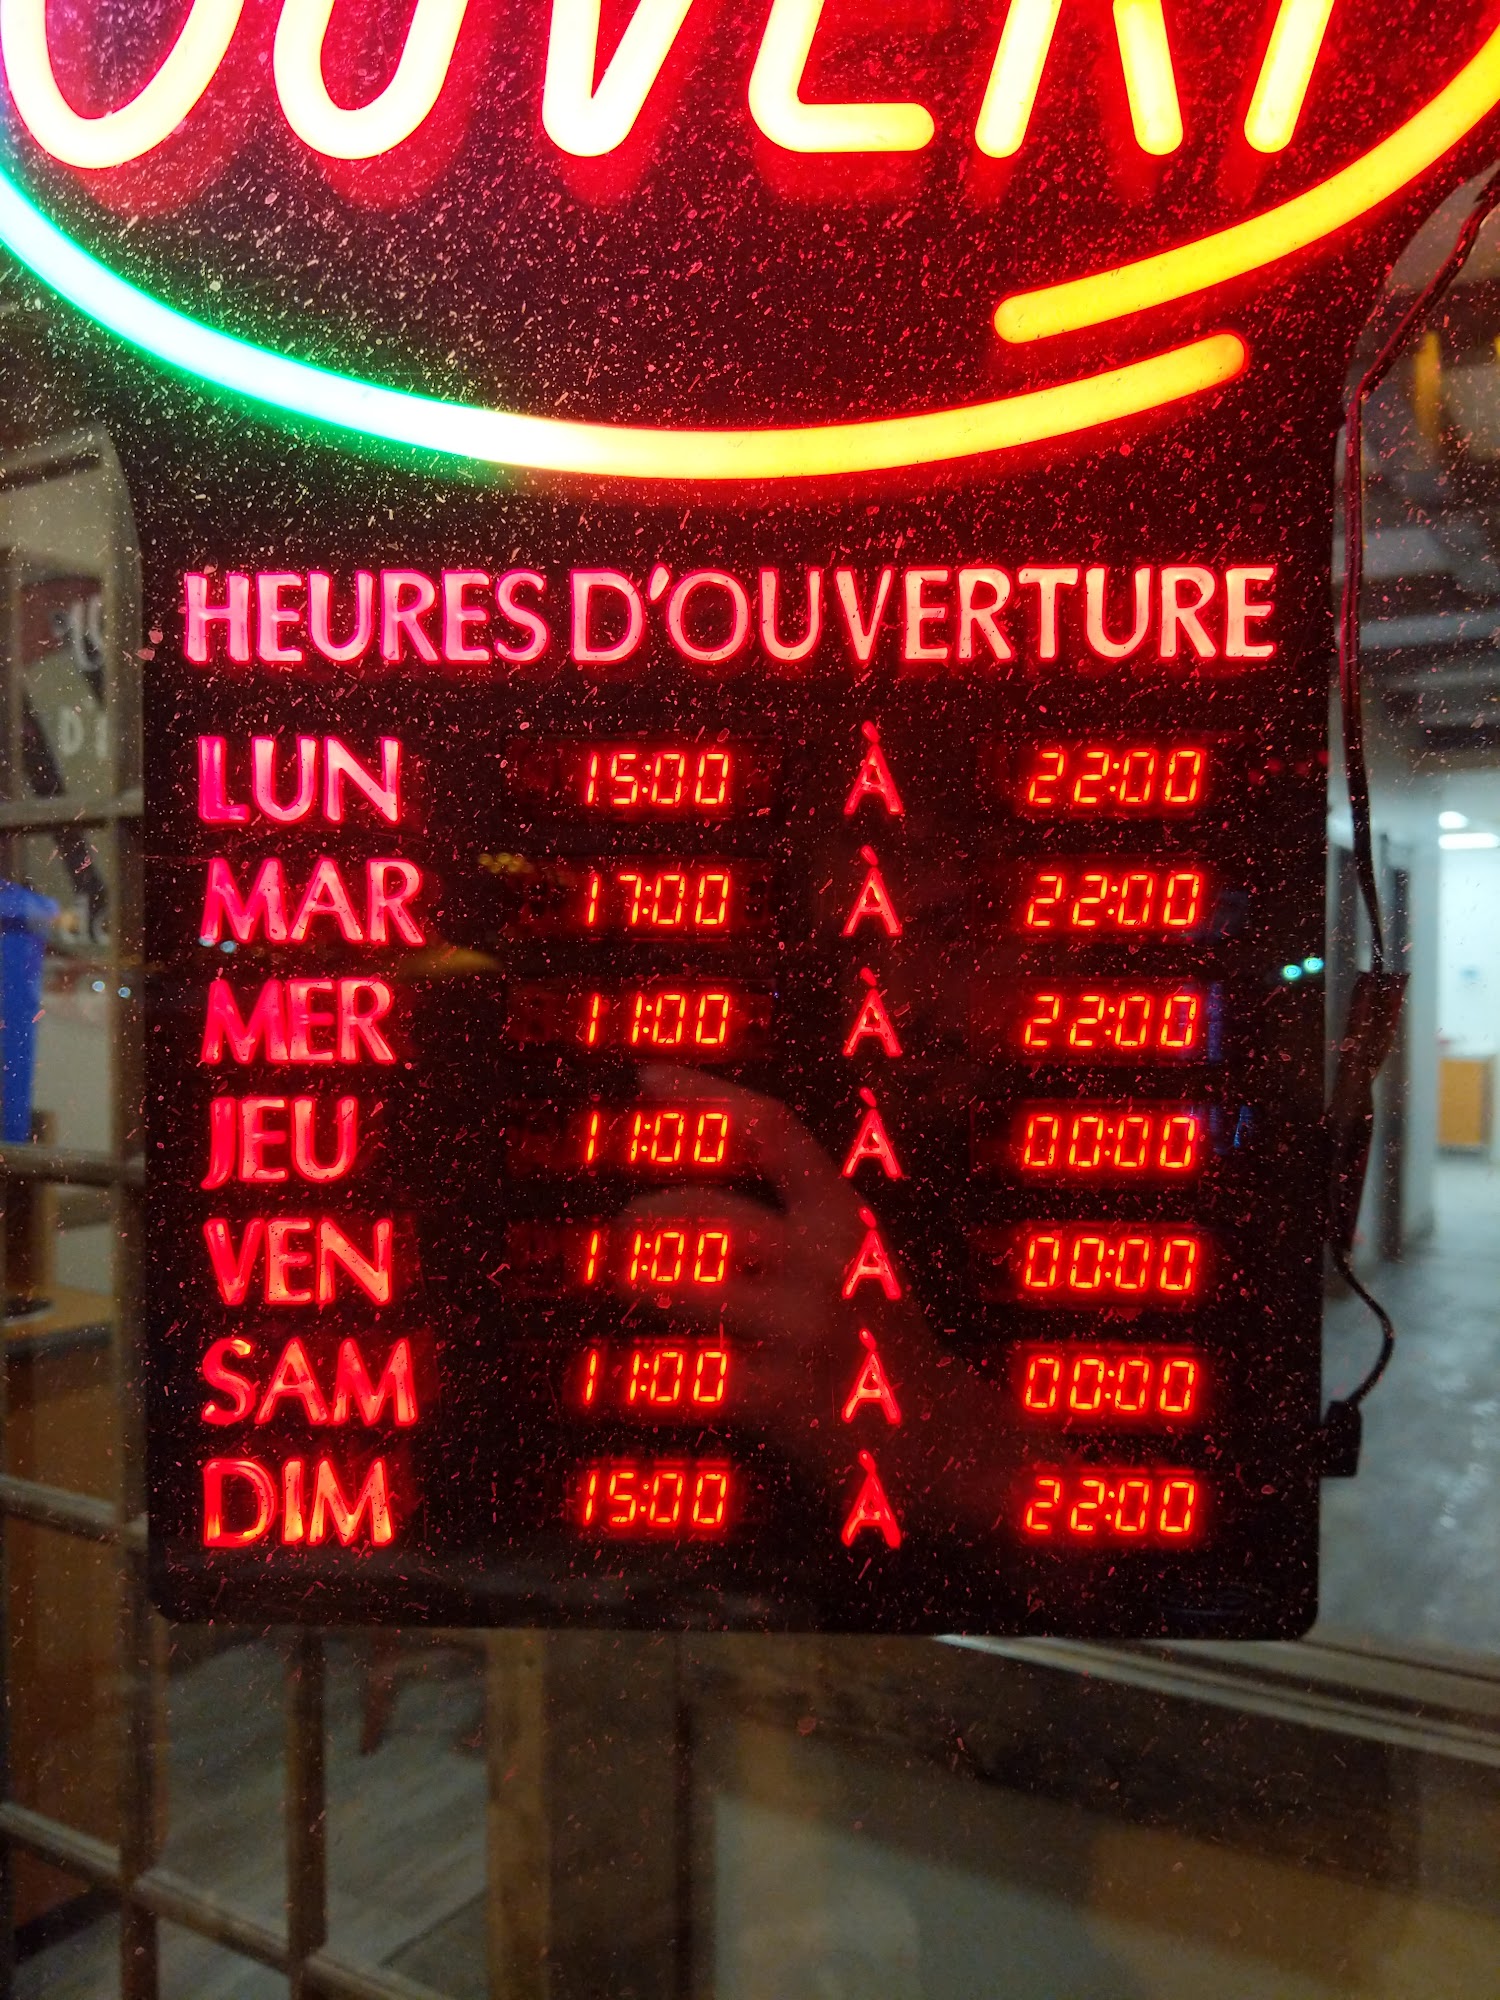 OUVERT
HEURES D'OUVERTURE
LUN 15:00 À 22:00
MAR 17:00 À 22:00
MER 11:00 À 22:00
JEU 11:00 À 00:00
VEN 11:00 À 00:00
SAM 11:00 À 00:00
DIM 15:00 À 22:00